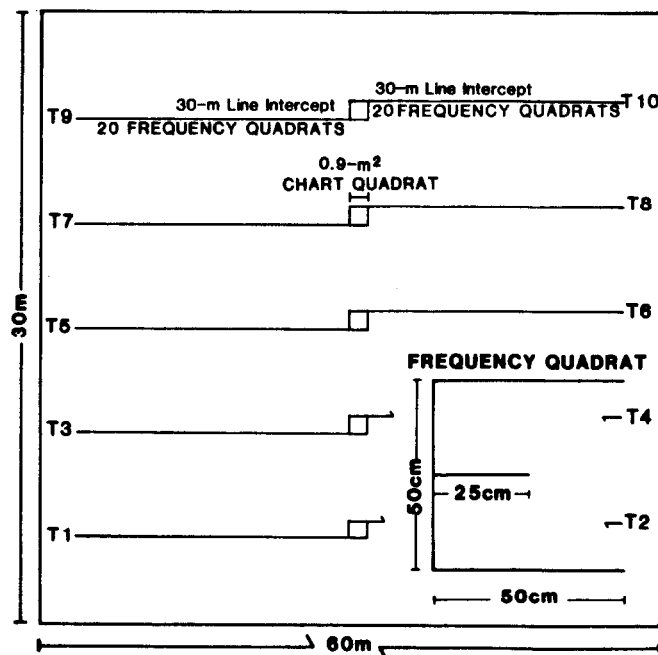 30-m Line Intercept
30-m Line Intercept
T9
20 FREQUENCY QUADRATS
20 FREQUENCY QUADRATS
T10
0.9-m²
CHART QUADRAT
T7
T8
T5
T6
30m
FREQUENCY QUADRAT
T3
T4
50cm
25cm
T1
T2
50cm
60m